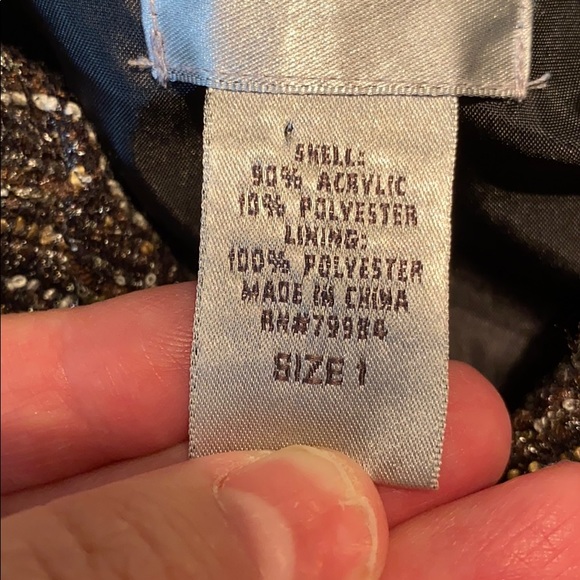 SHELL:
90% ACRYLIC
10% POLYESTER
LINING:
100% POLYESTER
MADE IN CHINA
RN#79984
SIZE 1